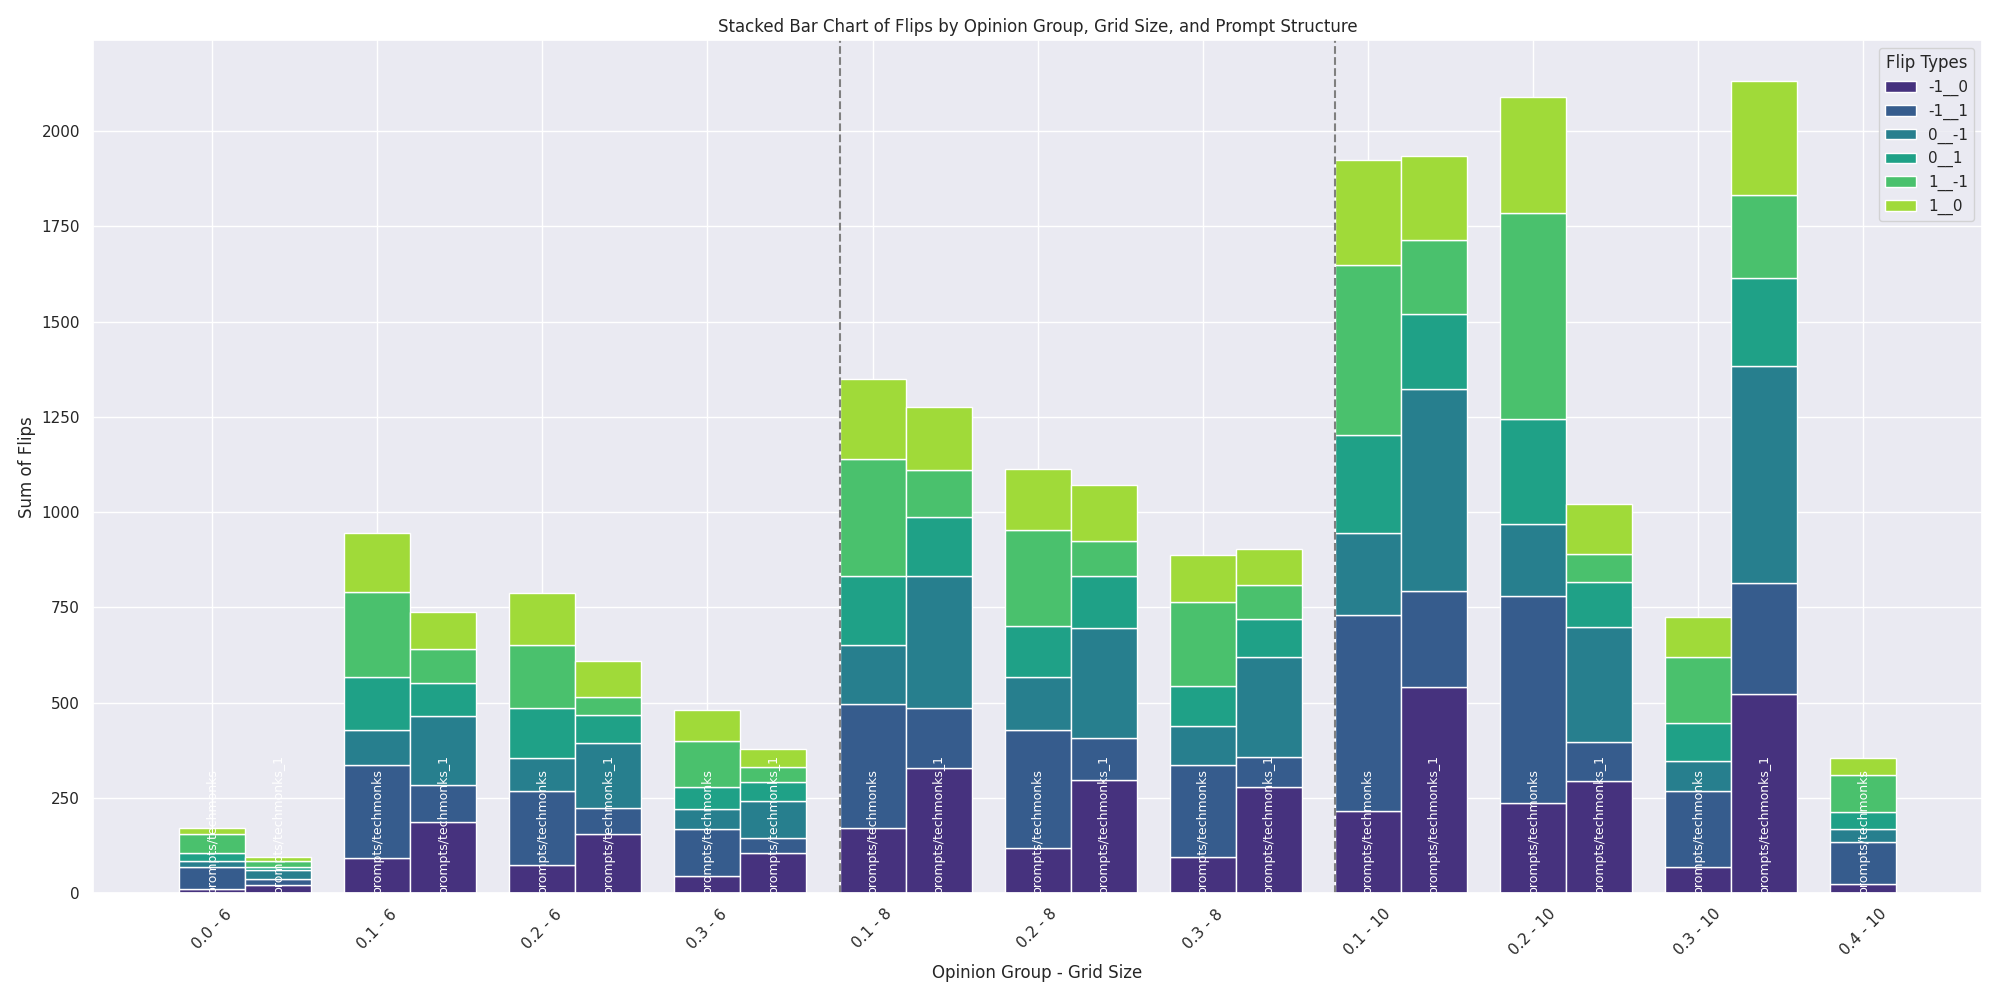 Stacked Bar Chart of Flips by Opinion Group, Grid Size, and Prompt Structure
Flip Types
-1__0
-1__1
0__-1
0__1
1__-1
1__0
Sum of Flips
2000
1750
1500
1250
1000
750
500
250
0
prompts/techmonks
prompts/techmonks_1
prompts/techmonks
prompts/techmonks_1
prompts/techmonks
prompts/techmonks_1
prompts/techmonks
prompts/techmonks_1
prompts/techmonks
prompts/techmonks_1
prompts/techmonks
prompts/techmonks_1
prompts/techmonks
prompts/techmonks_1
prompts/techmonks
prompts/techmonks_1
prompts/techmonks
prompts/techmonks_1
prompts/techmonks
prompts/techmonks_1
prompts/techmonks
0.0 - 6
0.1 - 6
0.2 - 6
0.3 - 6
0.1 - 8
0.2 - 8
0.3 - 8
0.1 - 10
0.2 - 10
0.3 - 10
0.4 - 10
Opinion Group - Grid Size